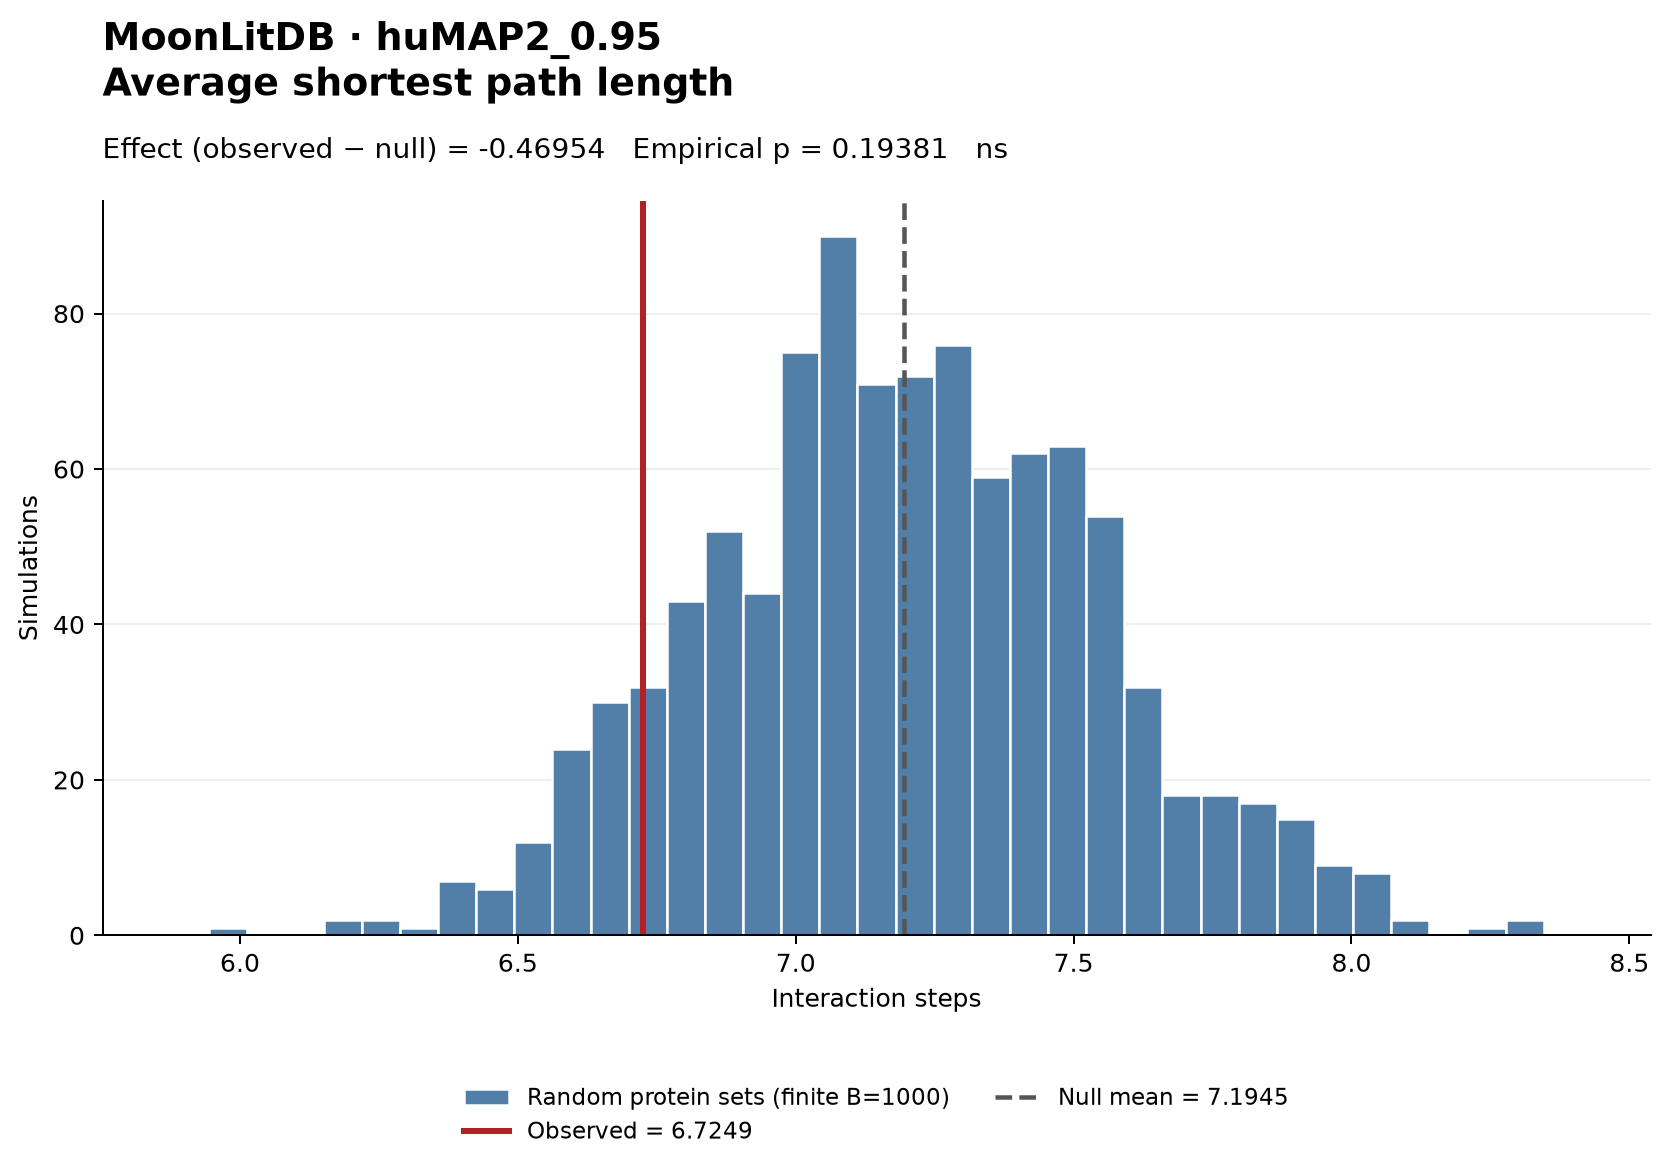 MoonLitDB · huMAP2_0.95
Average shortest path length
Effect (observed − null) = -0.46954   Empirical p = 0.19381   ns
Simulations
80
60
40
20
0
6.0 6.5 7.0 7.5 8.0 8.5
Interaction steps
Random protein sets (finite B=1000)   Null mean = 7.1945
Observed = 6.7249